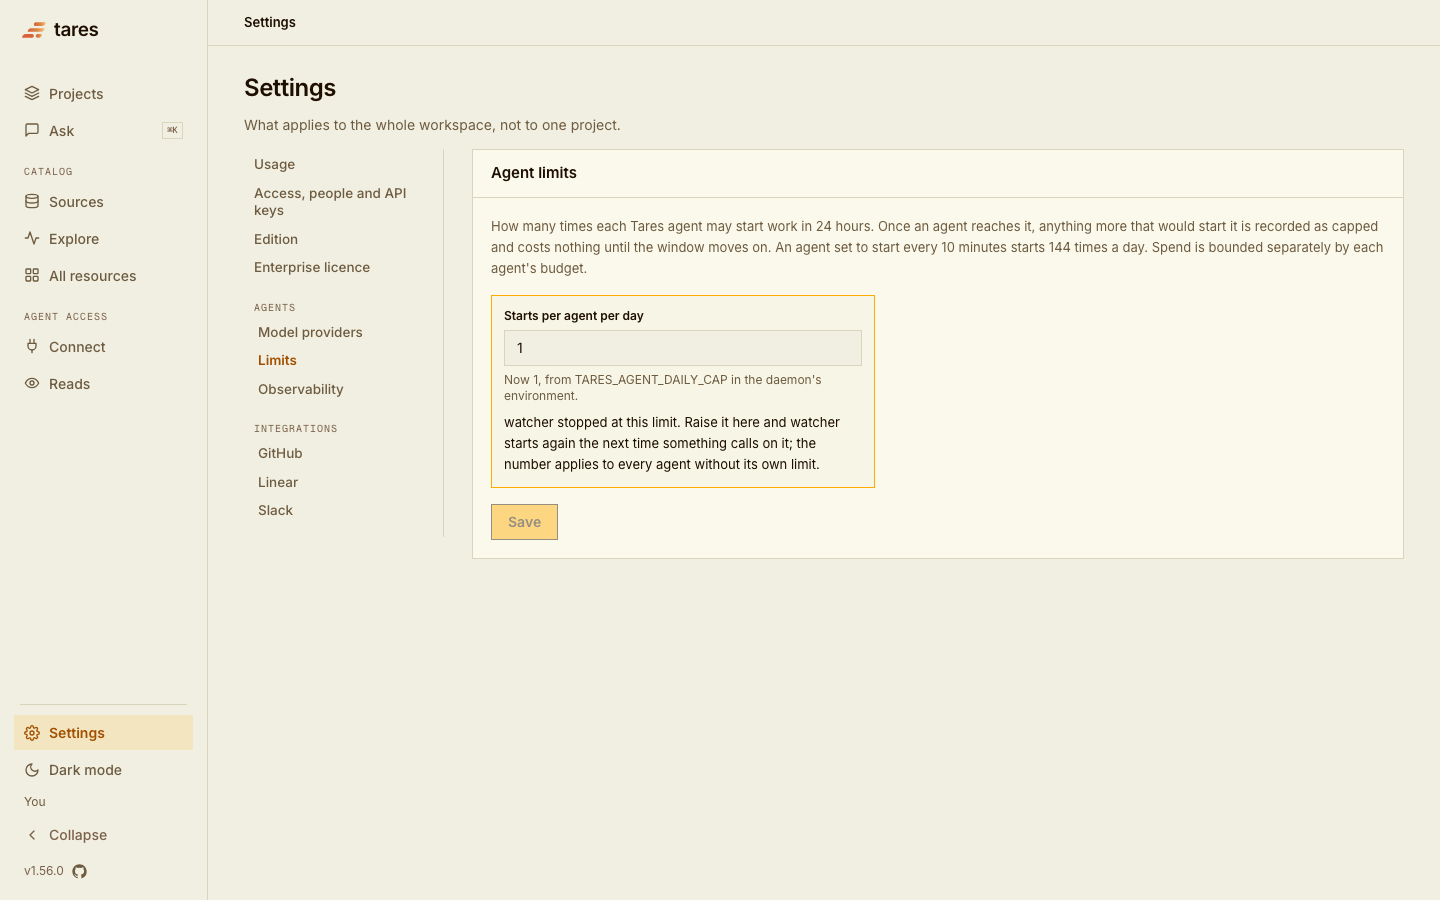 tares
Projects
Ask
⌘K
CATALOG
Sources
Explore
All resources
AGENT ACCESS
Connect
Reads
Settings
Dark mode
You
Collapse
v1.56.0
Settings
Settings
What applies to the whole workspace, not to one project.
Usage
Access, people and API
keys
Edition
Enterprise licence
AGENTS
Model providers
Limits
Observability
INTEGRATIONS
GitHub
Linear
Slack
Agent limits
How many times each Tares agent may start work in 24 hours. Once an agent reaches it, anything more that would start it is recorded as capped
and costs nothing until the window moves on. An agent set to start every 10 minutes starts 144 times a day. Spend is bounded separately by each
agent's budget.
Starts per agent per day
1
Now 1, from TARES_AGENT_DAILY_CAP in the daemon's
environment.
watcher stopped at this limit. Raise it here and watcher
starts again the next time something calls on it; the
number applies to every agent without its own limit.
Save